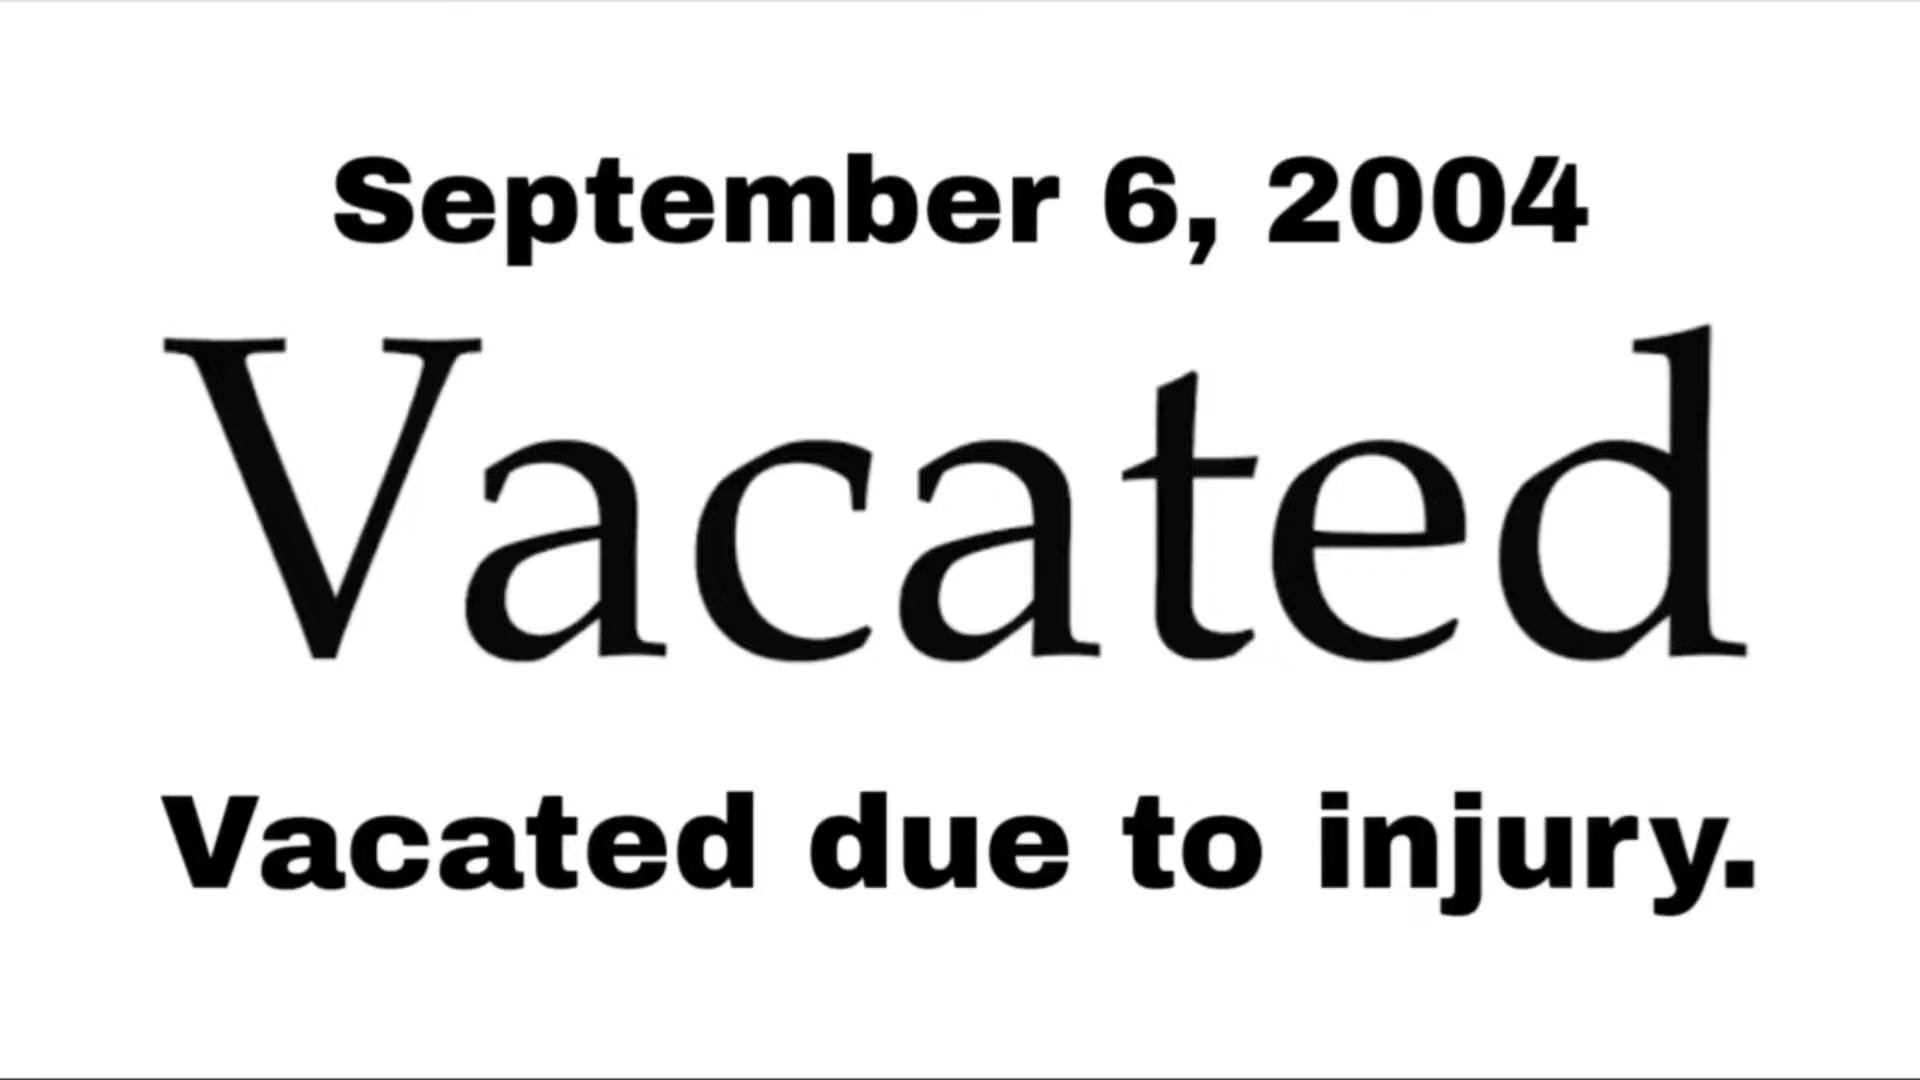 September 6, 2004
Vacated
Vacated due to injury.